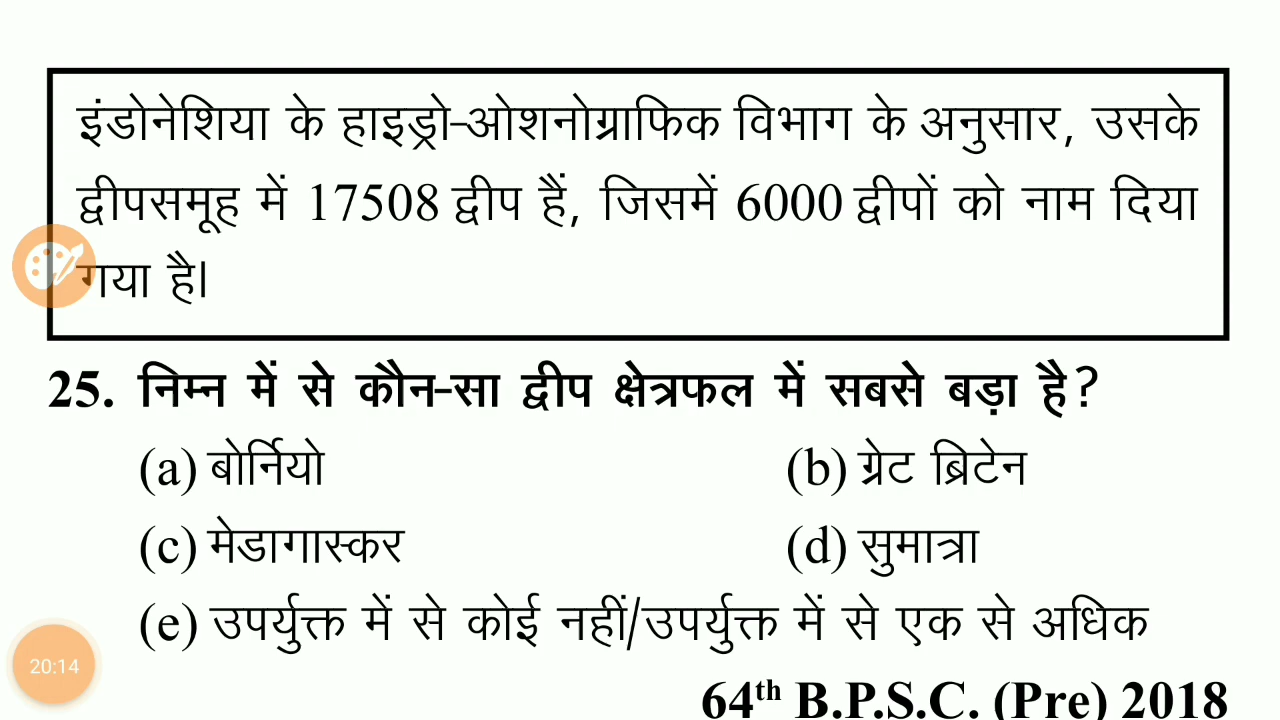 इंडोनेशिया के हाइड्रो-ओशनोग्राफिक विभाग के अनुसार, उसके
द्वीपसमूह में 17508 द्वीप हैं, जिसमें 6000 द्वीपों को नाम दिया
गया है।
25. निम्न में से कौन-सा द्वीप क्षेत्रफल में सबसे बड़ा है?
(a) बोर्नियो (b) ग्रेट ब्रिटेन
(c) मेडागास्कर (d) सुमात्रा
(e) उपर्युक्त में से कोई नहीं/उपर्युक्त में से एक से अधिक
20:14
64th B.P.S.C. (Pre) 2018